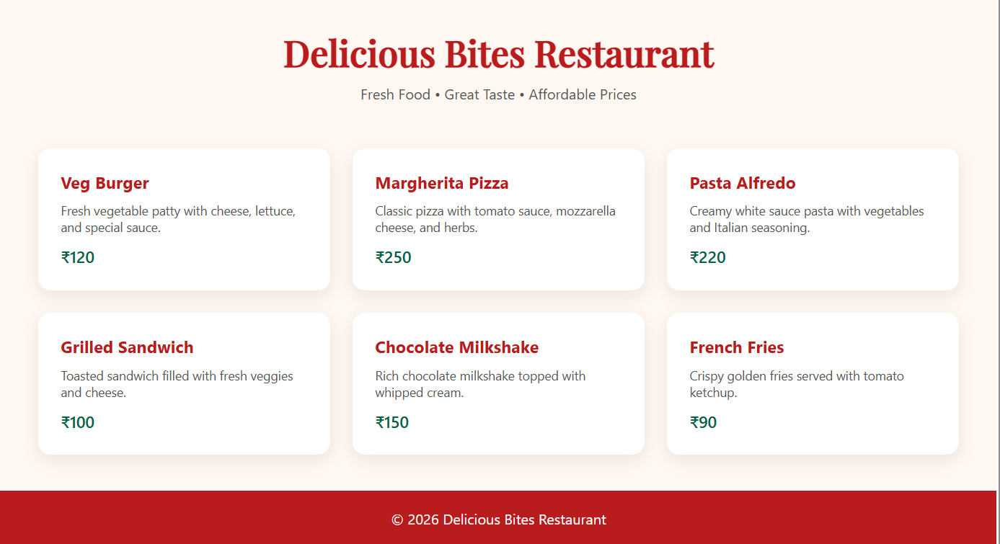 Delicious Bites Restaurant
Fresh Food • Great Taste • Affordable Prices
Veg Burger
Fresh vegetable patty with cheese, lettuce,
and special sauce.
₹120
Margherita Pizza
Classic pizza with tomato sauce, mozzarella
cheese, and herbs.
₹250
Pasta Alfredo
Creamy white sauce pasta with vegetables
and Italian seasoning.
₹220
Grilled Sandwich
Toasted sandwich filled with fresh veggies
and cheese.
₹100
Chocolate Milkshake
Rich chocolate milkshake topped with
whipped cream.
₹150
French Fries
Crispy golden fries served with tomato
ketchup.
₹90
© 2026 Delicious Bites Restaurant